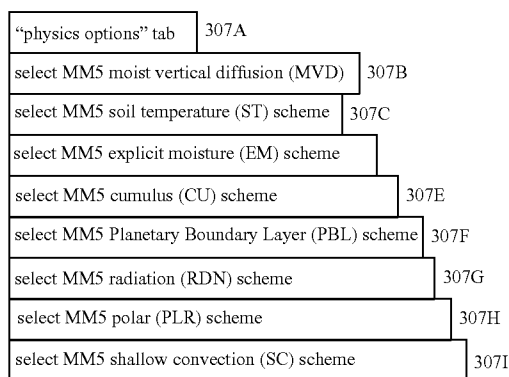 “physics options” tab 307A
select MM5 moist vertical diffusion (MVD) 307B
select MM5 soil temperature (ST) scheme 307C
select MM5 explicit moisture (EM) scheme
select MM5 cumulus (CU) scheme 307E
select MM5 Planetary Boundary Layer (PBL) scheme 307F
select MM5 radiation (RDN) scheme 307G
select MM5 polar (PLR) scheme 307H
select MM5 shallow convection (SC) scheme 307I